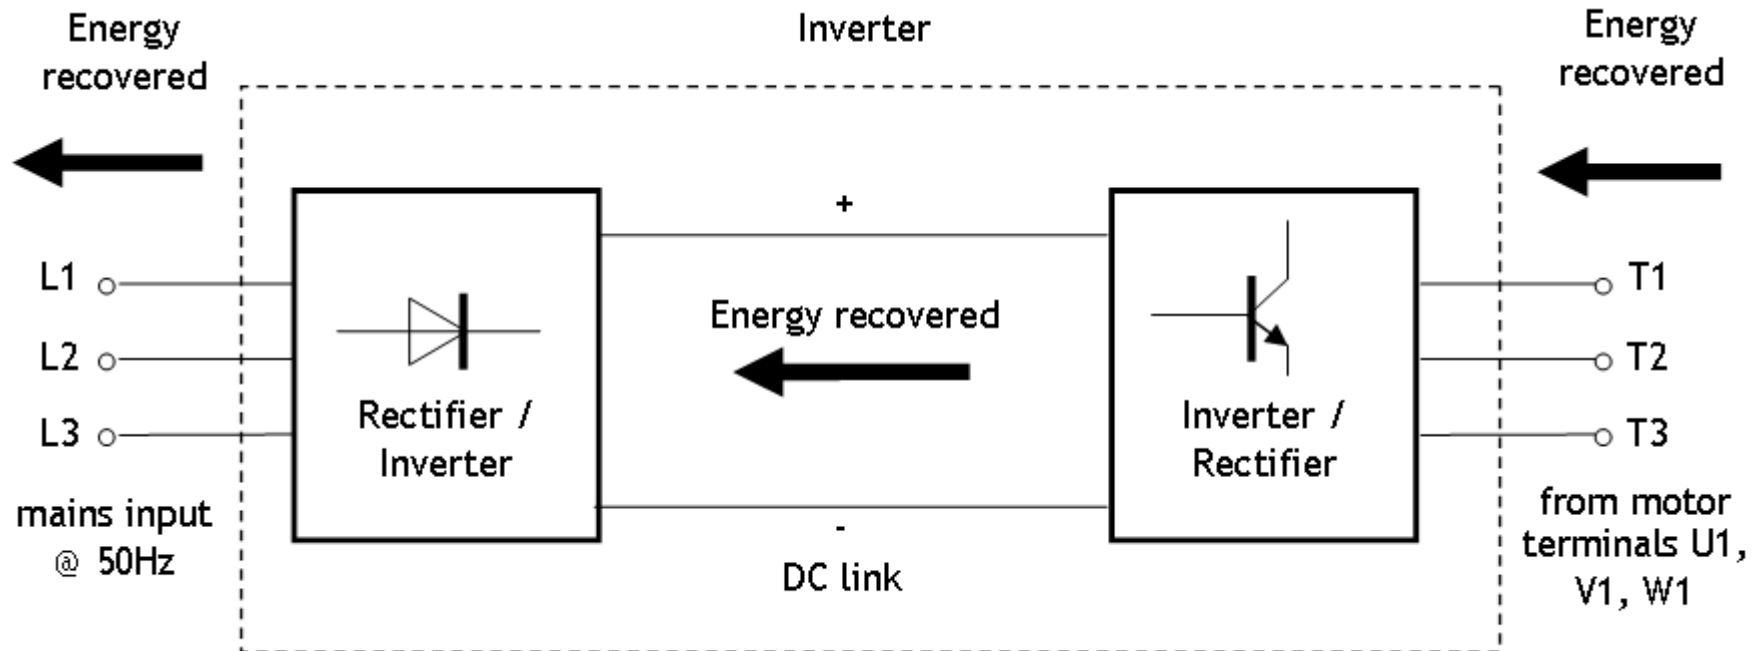 Energy
recovered
Inverter
Energy
recovered
+
L1
L2
L3
Energy recovered
T1
T2
T3
Rectifier /
Inverter
Inverter /
Rectifier
mains input
@ 50Hz
-
DC link
from motor
terminals U1,
V1, W1